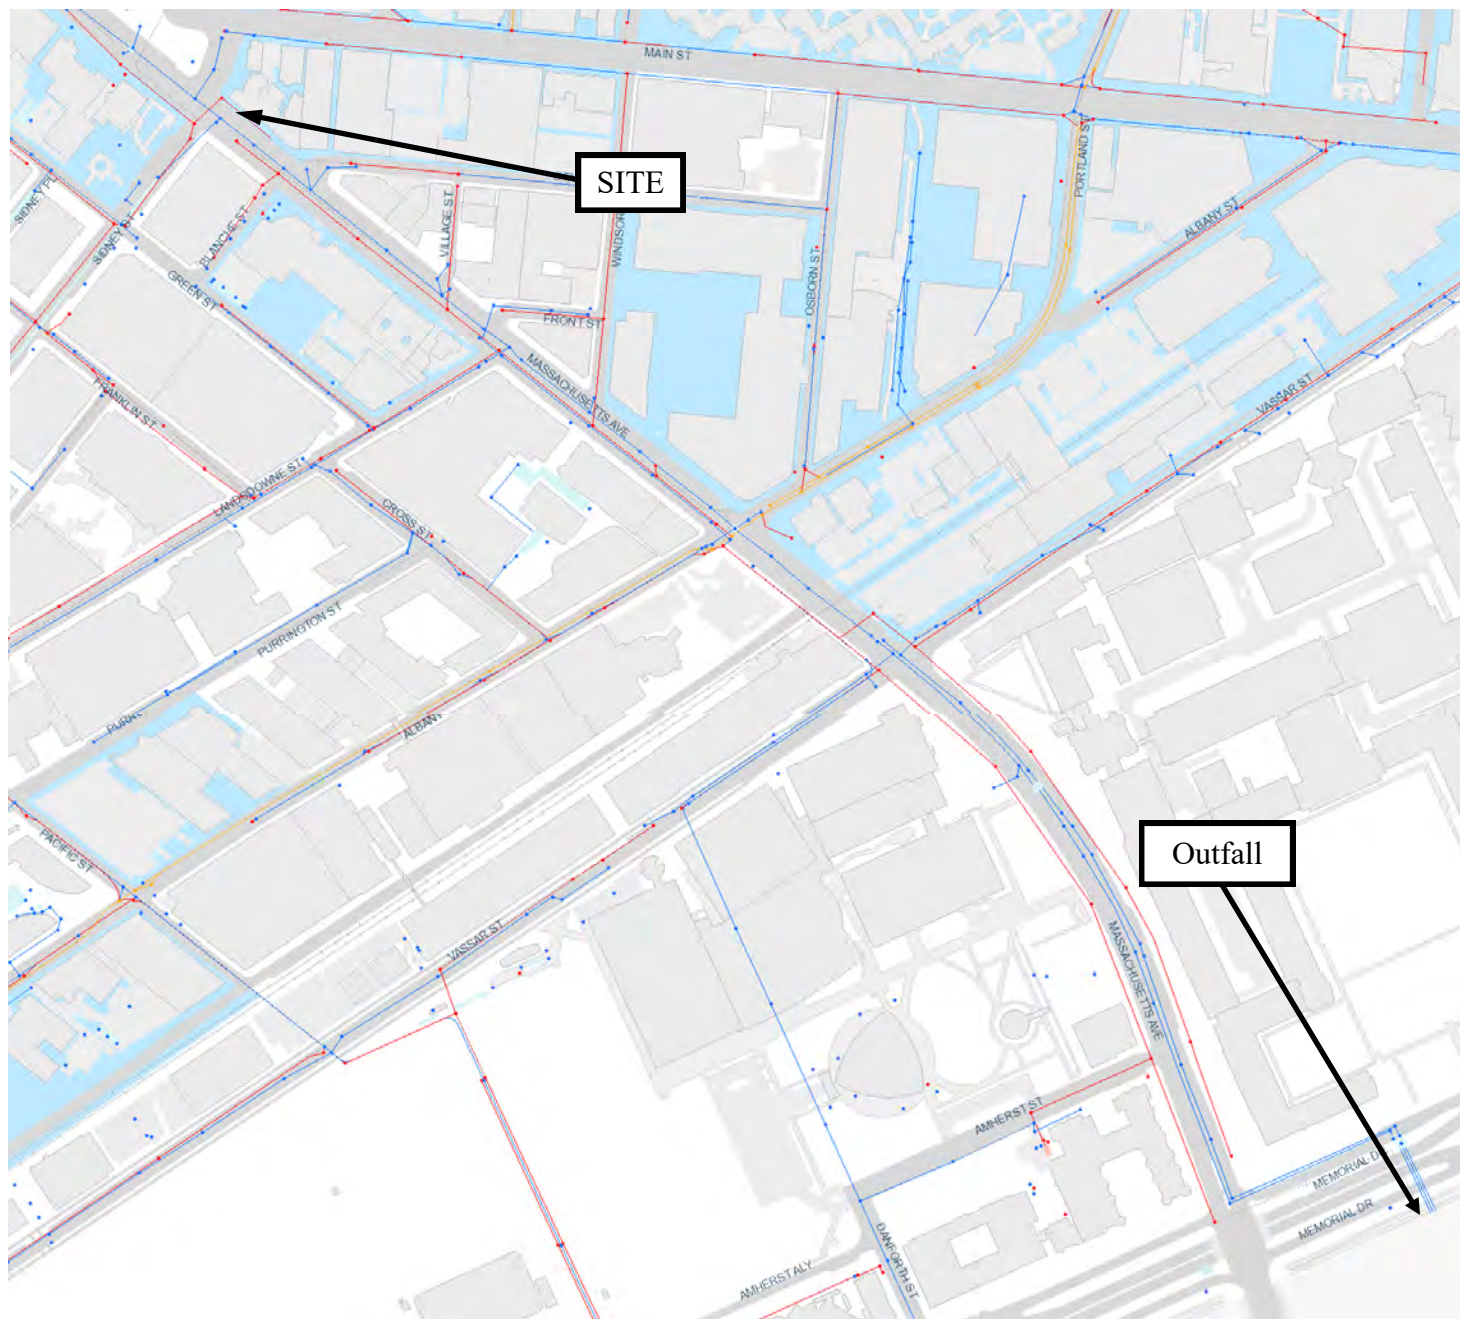 MAIN ST
SITE
PORTLAND ST
SIDNEY PL
SIDNEY ST
BLANCHE ST
VILLAGE ST
WINDSOR
OSBORN ST
ALBANY ST
GREEN ST
FRONT ST
MASSACHUSETTS AVE
VASSAR ST
FRANKLIN ST
LANDSDOWNE ST
CROSS ST
PURRINGTON ST
PURR
ALBANY
PACIFIC ST
Outfall
VASSAR ST
MASSACHUSETTS AVE
AMHERST ST
MEMORIAL DR
MEMORIAL DR
DANFORTH ST
AMHERST ALY